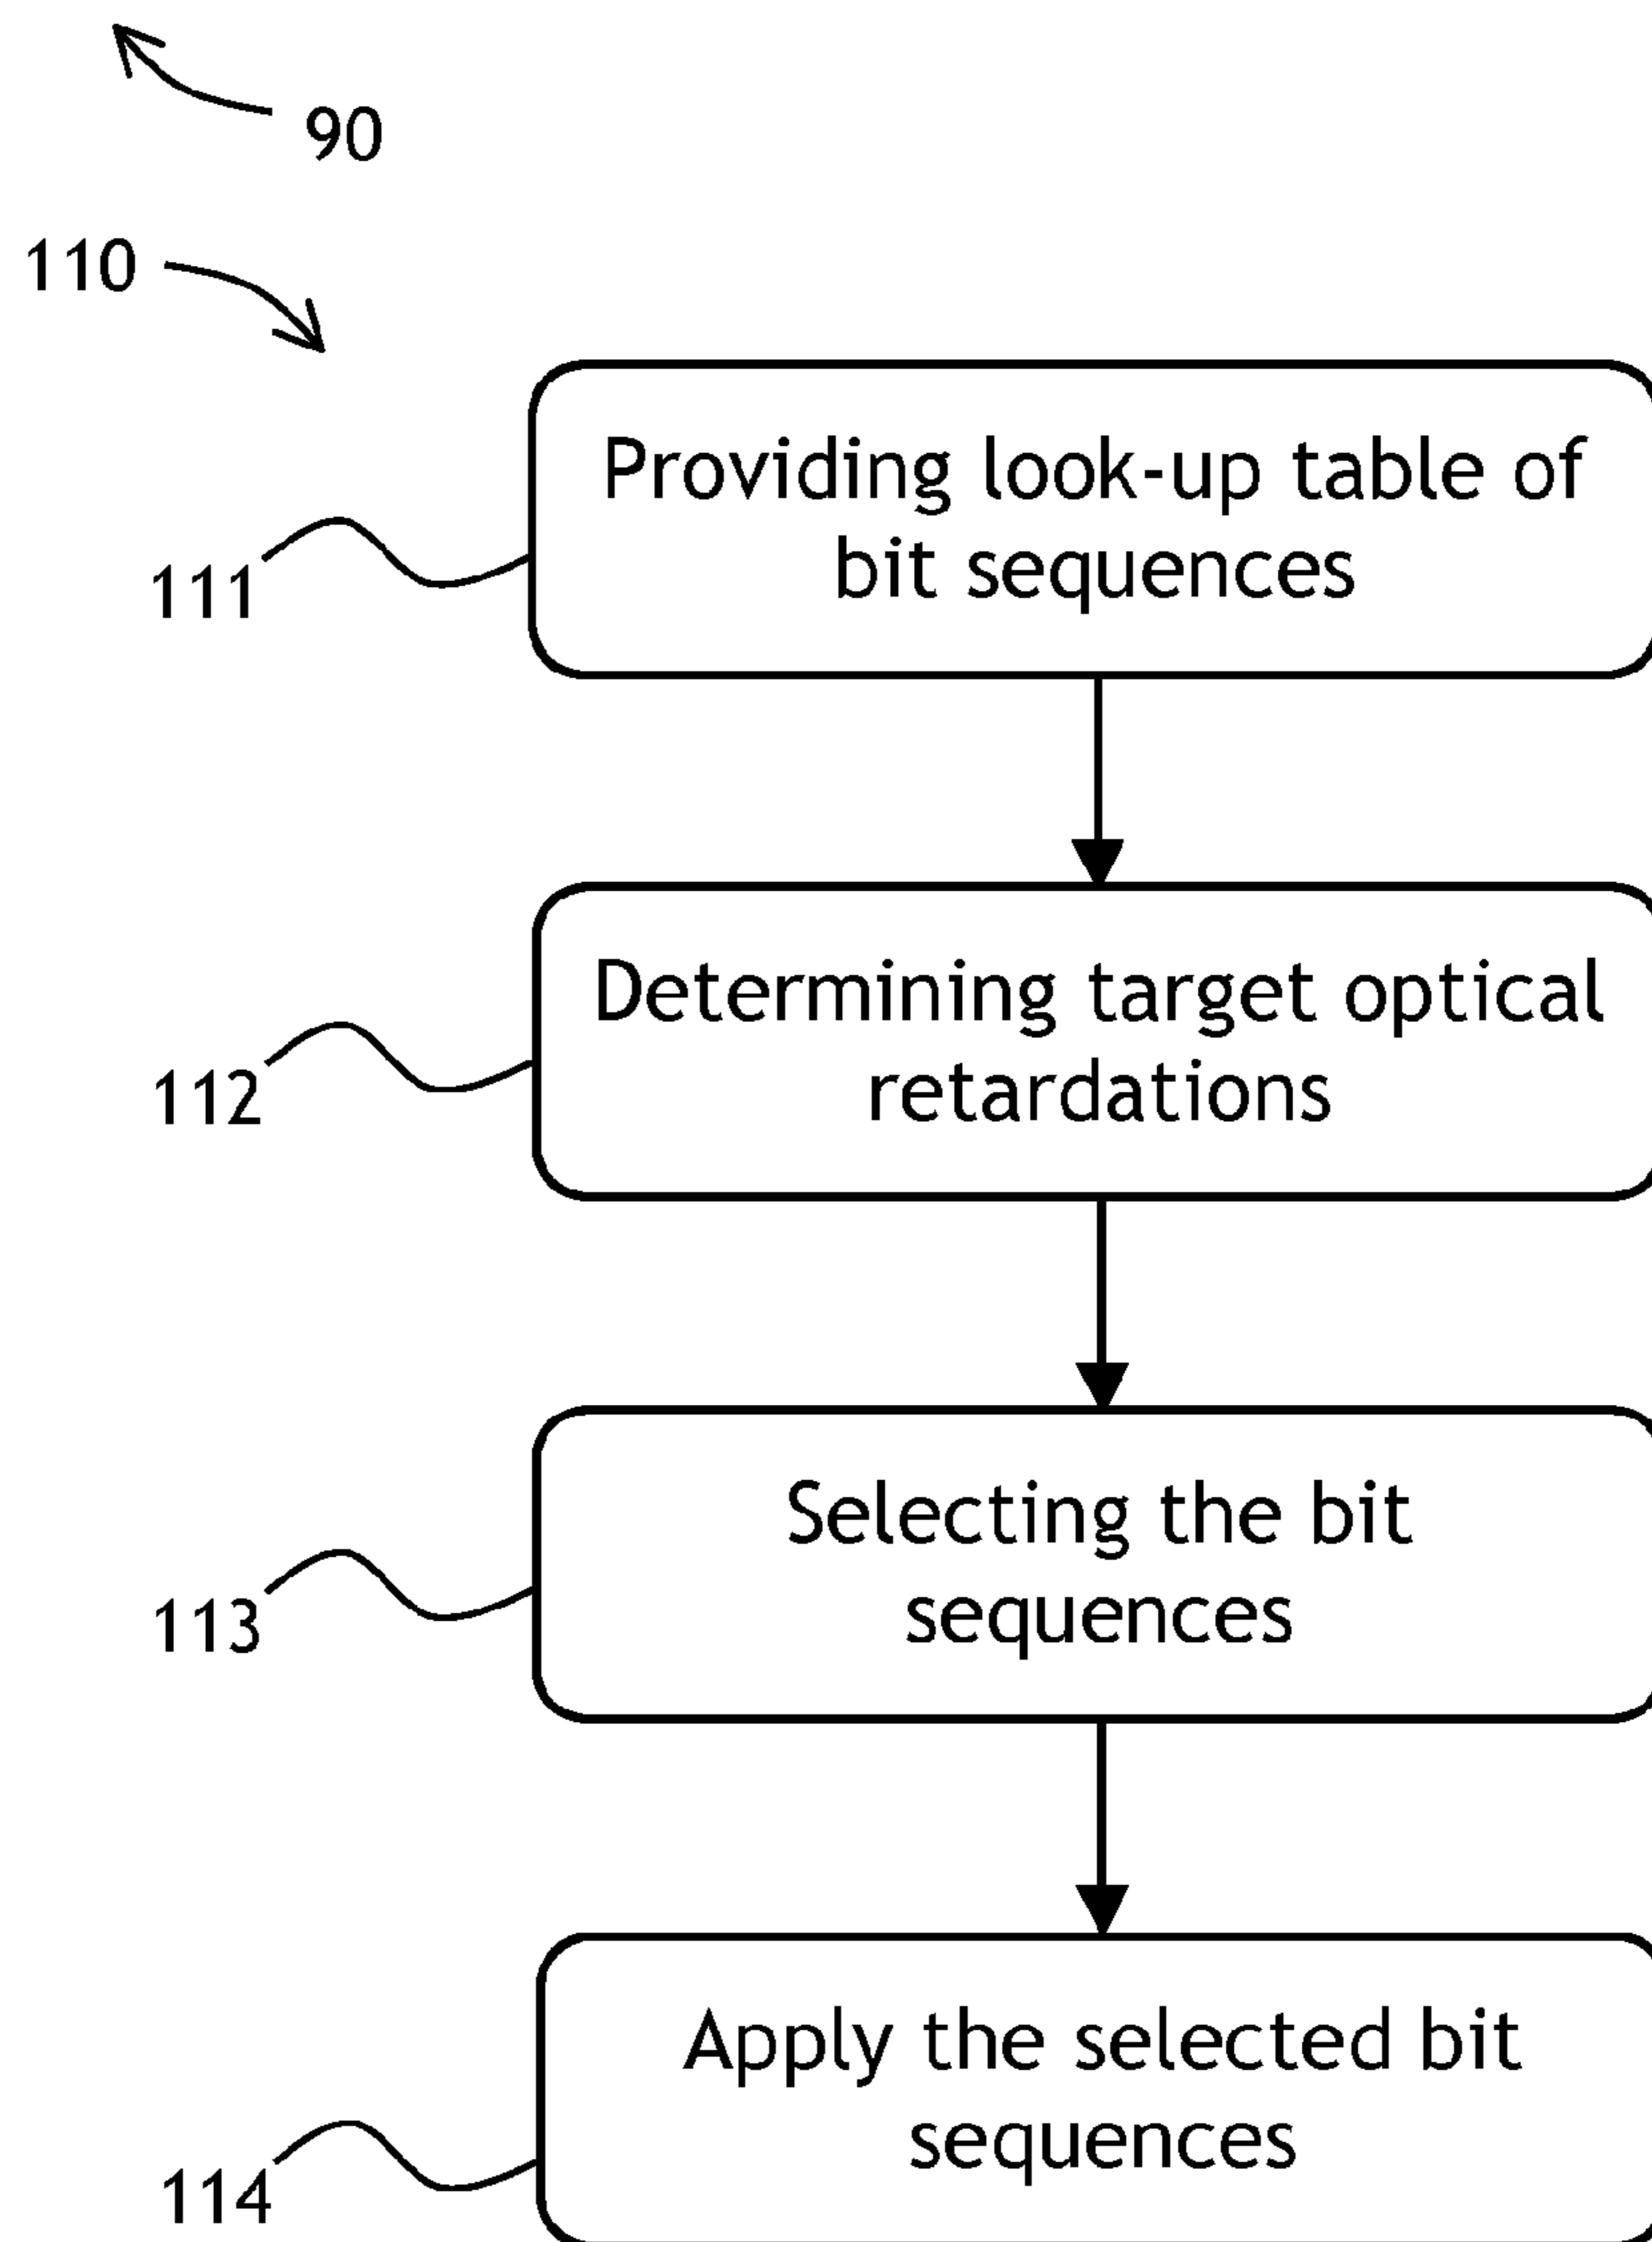 90
110
Providing look-up table of
bit sequences
111
Determining target optical
retardations
112
Selecting the bit
sequences
113
Apply the selected bit
sequences
114